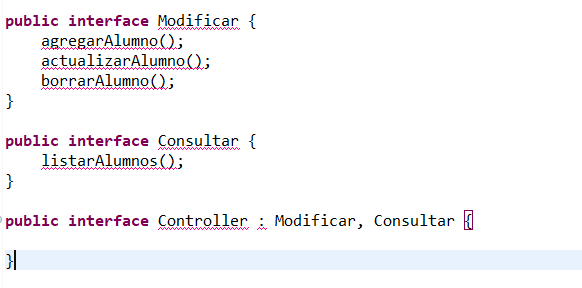 public interface Modificar {
agregarAlumno();
actualizarAlumno();
borrarAlumno();
}
public interface Consultar {
listarAlumnos();
}
public interface Controller : Modificar, Consultar {
}